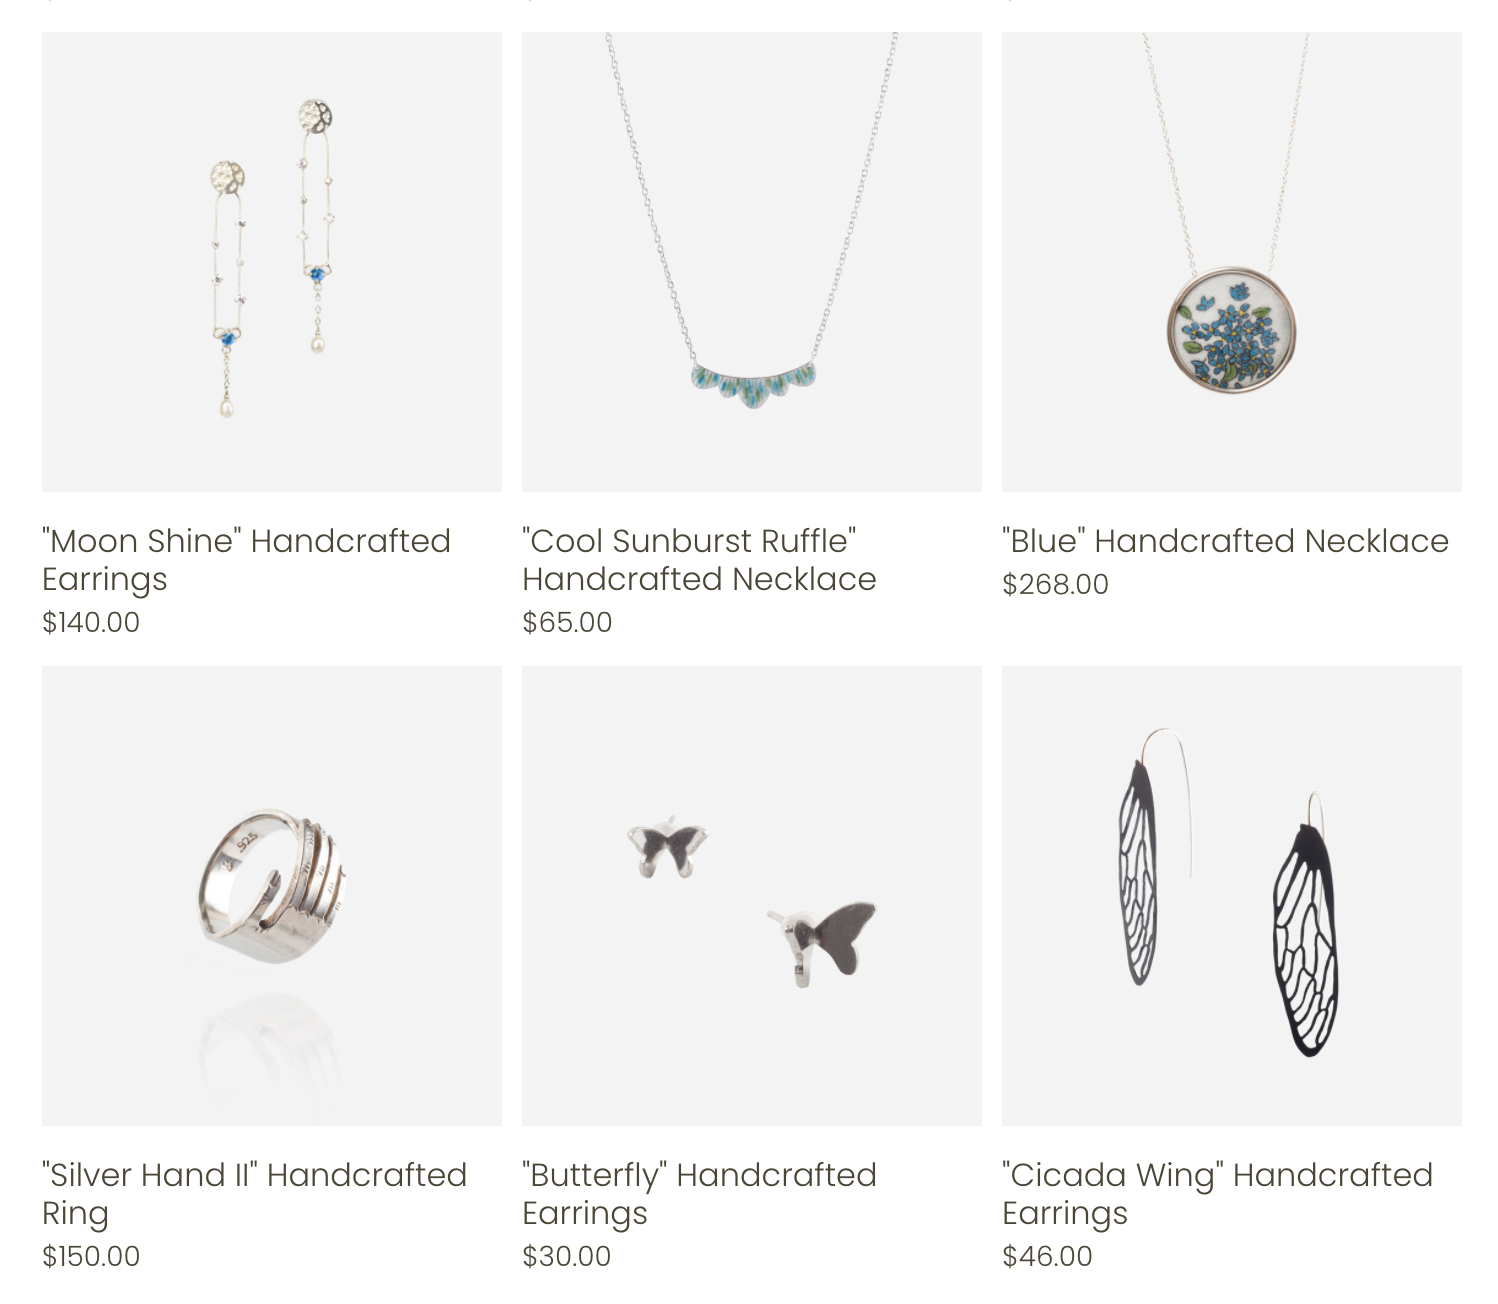 "Moon Shine" Handcrafted
Earrings
$140.00
"Cool Sunburst Ruffle"
Handcrafted Necklace
$65.00
"Blue" Handcrafted Necklace
$268.00
.925
"Silver Hand II" Handcrafted
Ring
$150.00
"Butterfly" Handcrafted
Earrings
$30.00
"Cicada Wing" Handcrafted
Earrings
$46.00